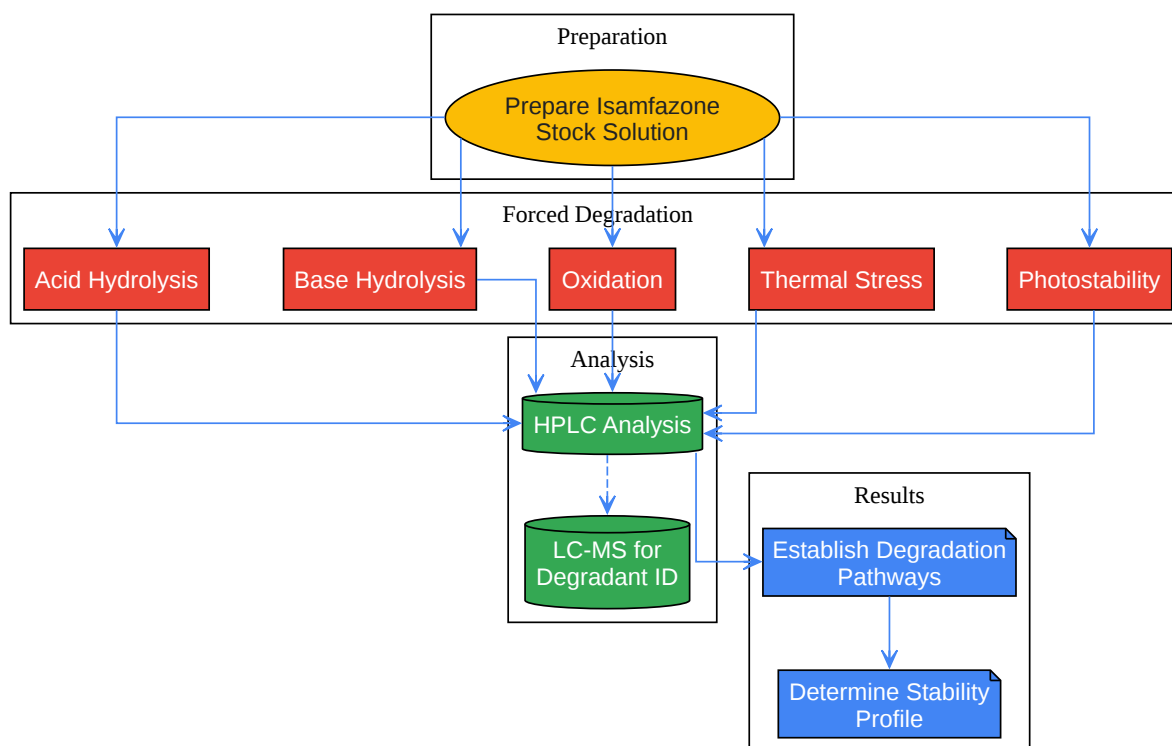 Preparation
Prepare Isamfazone
Stock Solution
Forced Degradation
Acid Hydrolysis
Base Hydrolysis
Oxidation
Thermal Stress
Photostability
Analysis
HPLC Analysis
LC-MS for
Degradant ID
Results
Establish Degradation
Pathways
Determine Stability
Profile